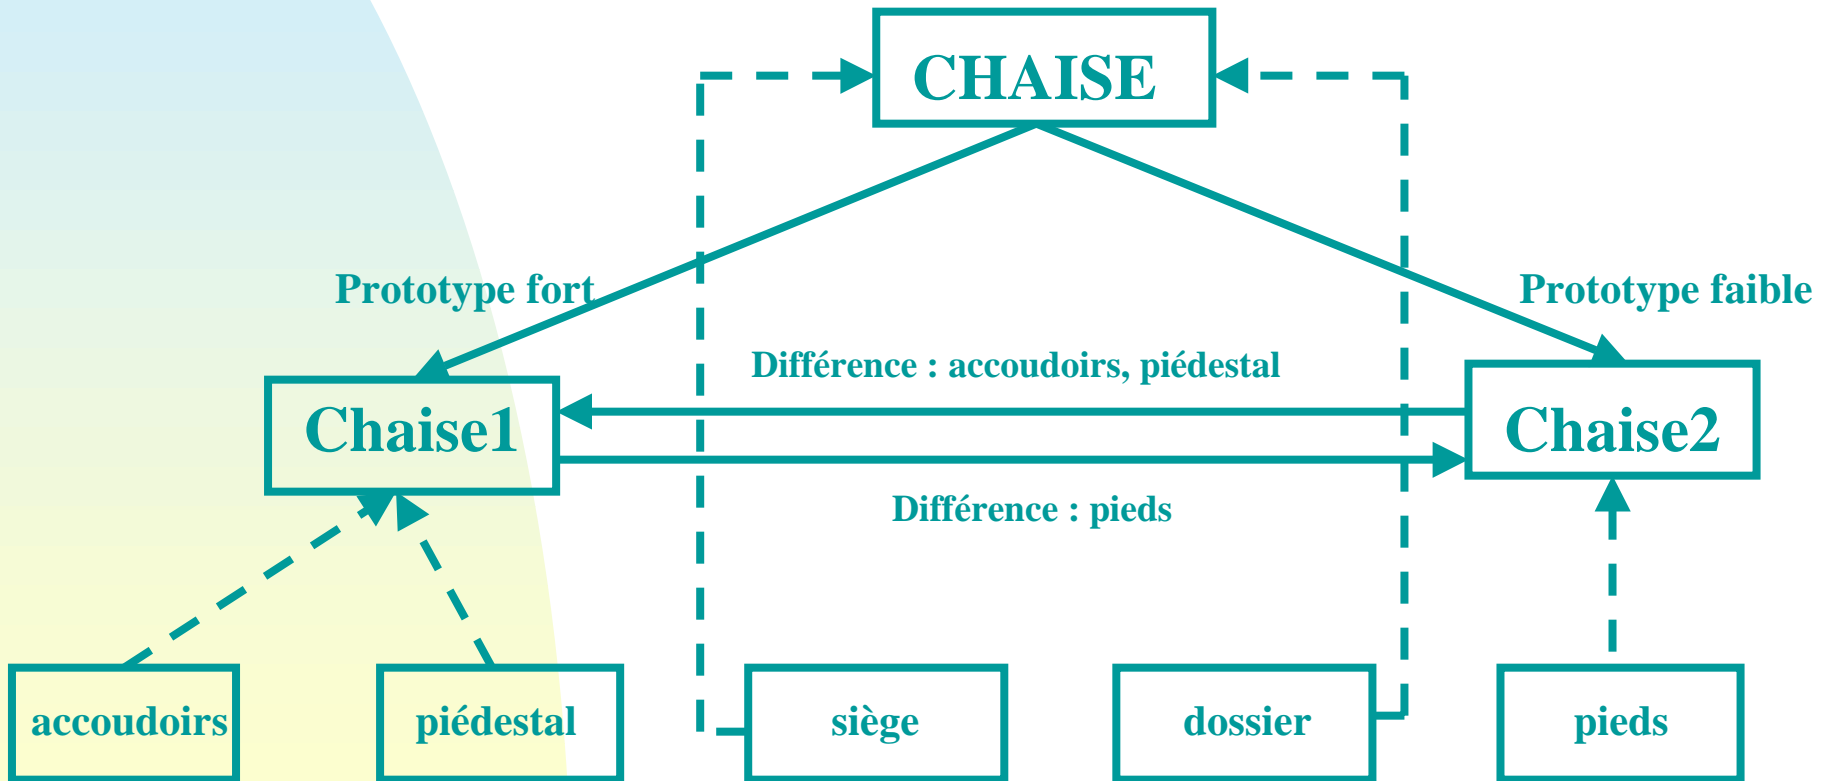 CHAISE
Prototype fort
Prototype faible
Différence : accoudoirs, piédestal
Chaise1
Chaise2
Différence : pieds
accoudoirs
piédestal
siège
dossier
pieds